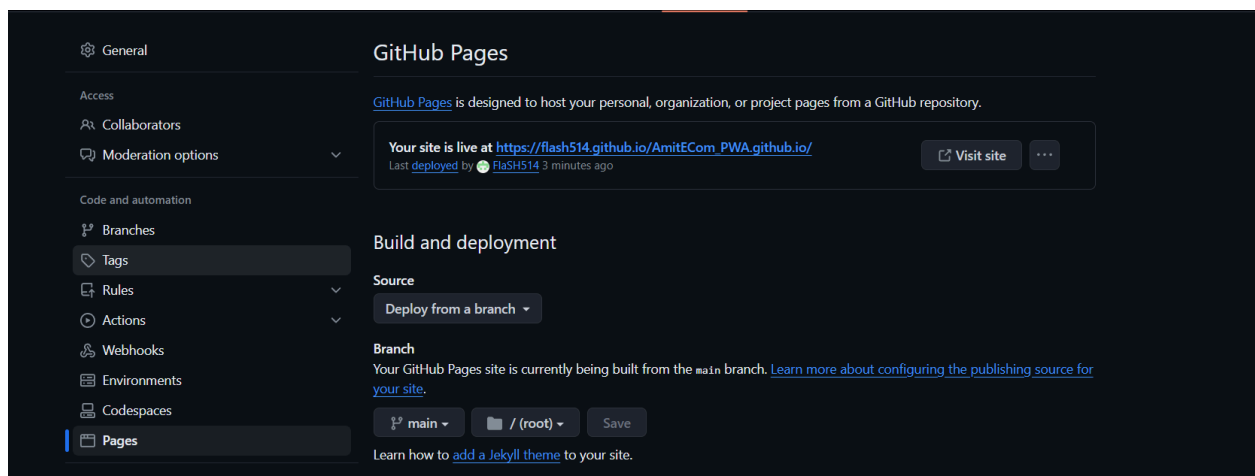 General
Access
Collaborators
Moderation options
Code and automation
Branches
Tags
Rules
Actions
Webhooks
Environments
Codespaces
Pages
GitHub Pages
GitHub Pages is designed to host your personal, organization, or project pages from a GitHub repository.
Your site is live at https://flash514.github.io/AmitECom_PWA.github.io/
Last deployed by FlaSH514 3 minutes ago
Visit site
Build and deployment
Source
Deploy from a branch
Branch
Your GitHub Pages site is currently being built from the main branch. Learn more about configuring the publishing source for
your site.
main / (root) Save
Learn how to add a Jekyll theme to your site.